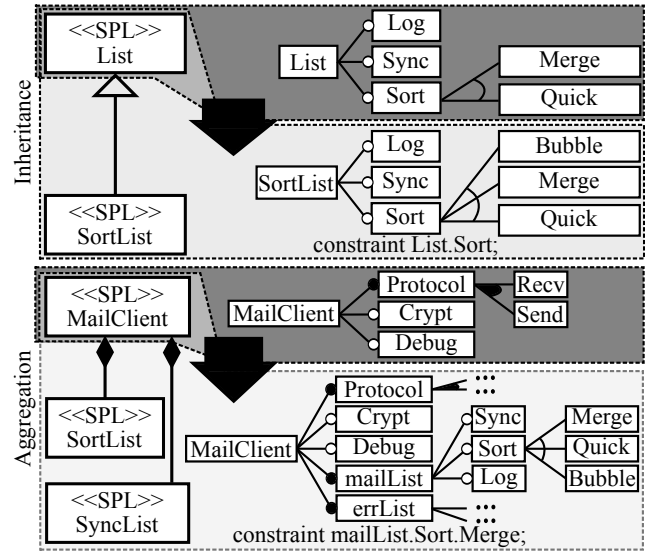 Inheritance
<<SPL>>
List
<<SPL>>
SortList
List
Log
Sync
Sort
Merge
Quick
SortList
Log
Sync
Sort
Bubble
Merge
Quick
constraint List.Sort;
Aggregation
<<SPL>>
MailClient
<<SPL>>
SortList
<<SPL>>
SyncList
MailClient
Protocol
Crypt
Debug
Recv
Send
MailClient
Protocol
...
...
Crypt
Debug
mailList
errList
...
...
Sync
Sort
Log
Merge
Quick
Bubble
constraint mailList.Sort.Merge;